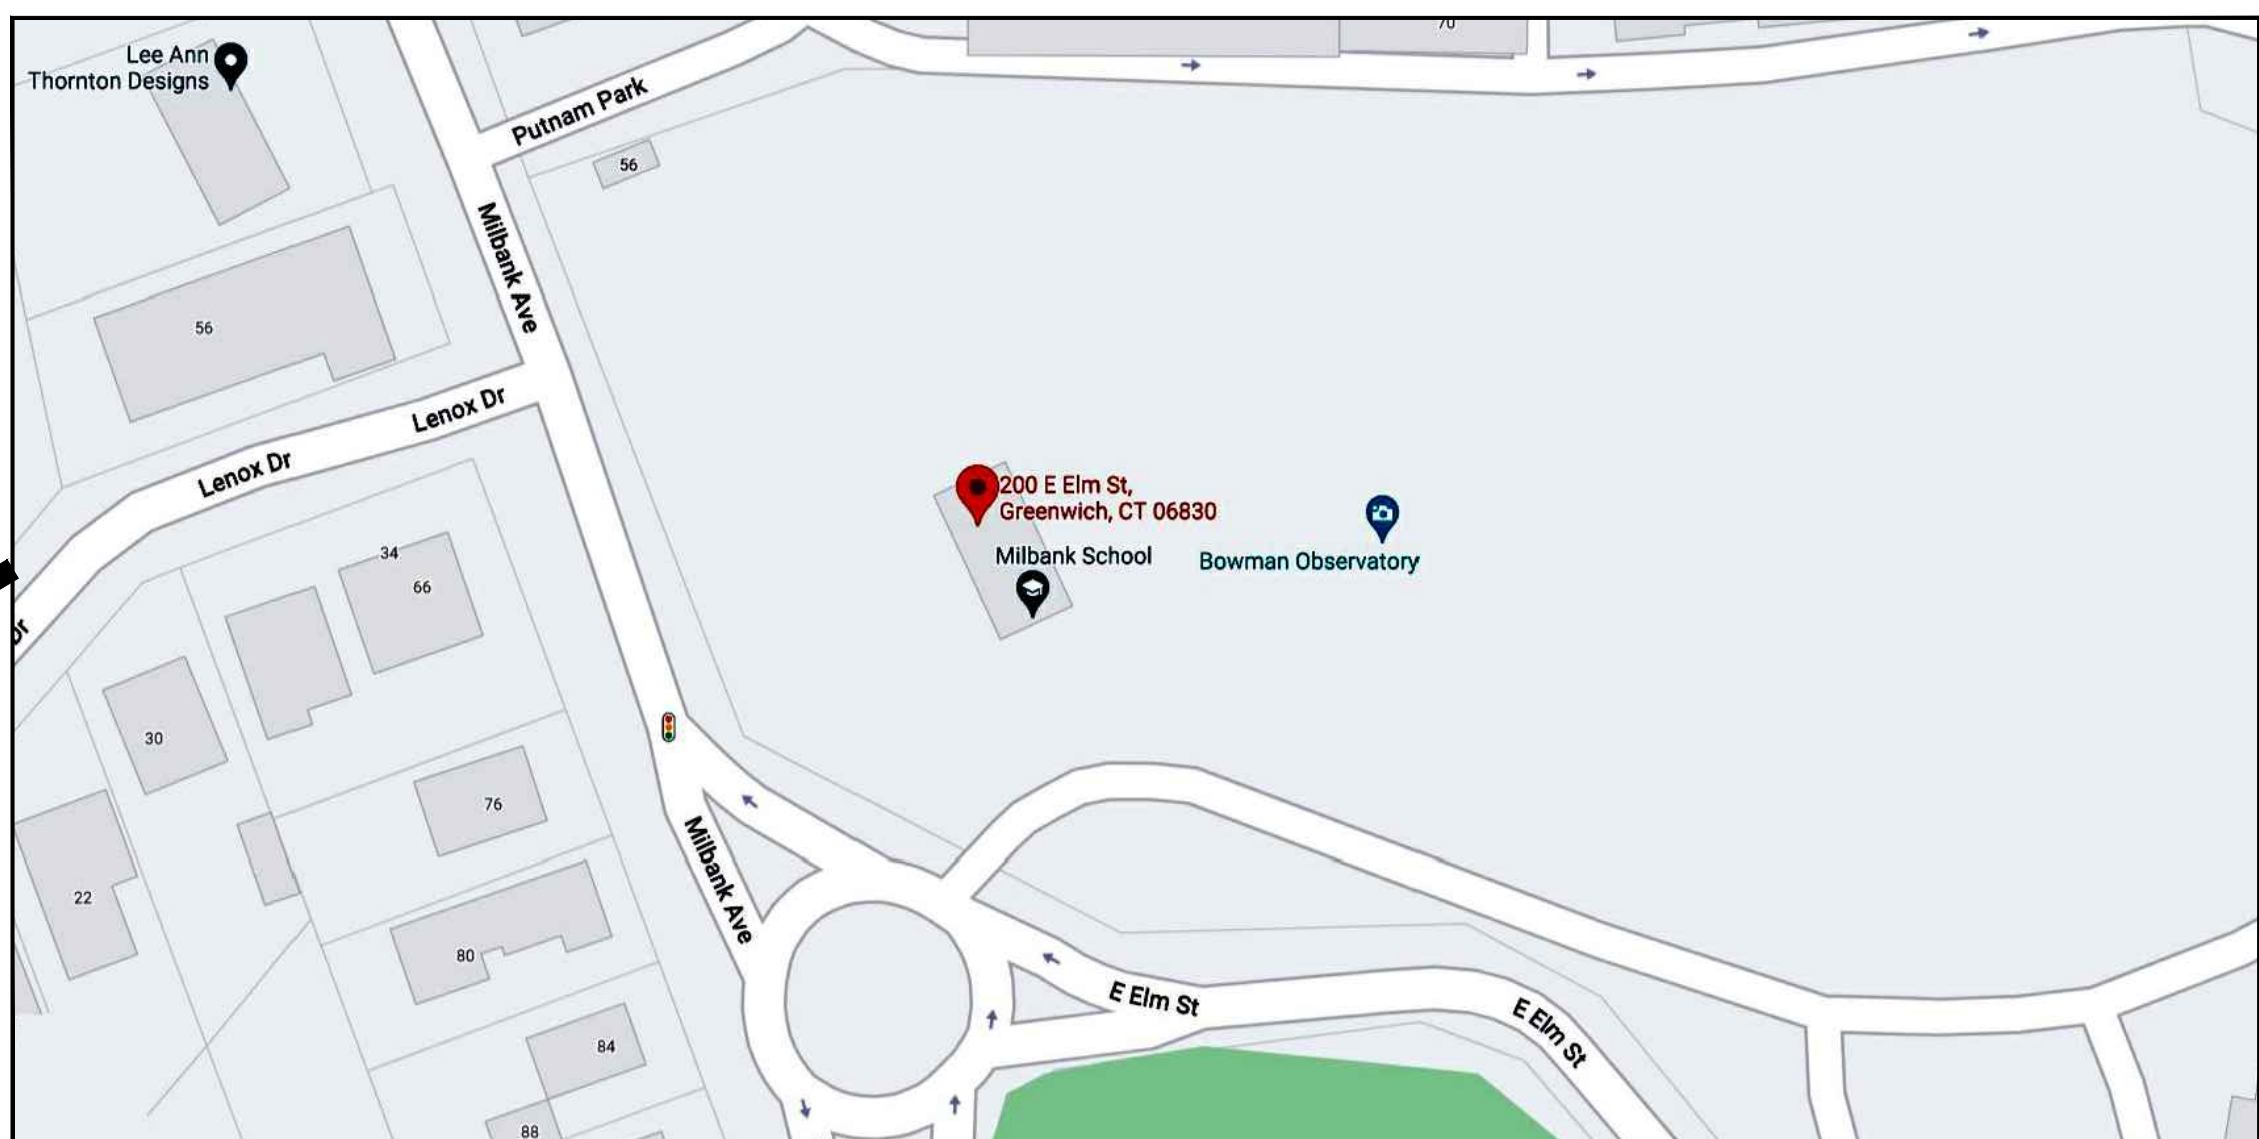 Lee Ann
Thornton Designs
70
Putnam Park
56
Milbank Ave
56
Lenox Dr
Lenox Dr
200 E Elm St,
Greenwich, CT 06830
Milbank School
Bowman Observatory
34
66
Dr
30
76
Milbank Ave
22
80
E Elm St
E Elm St
84
88